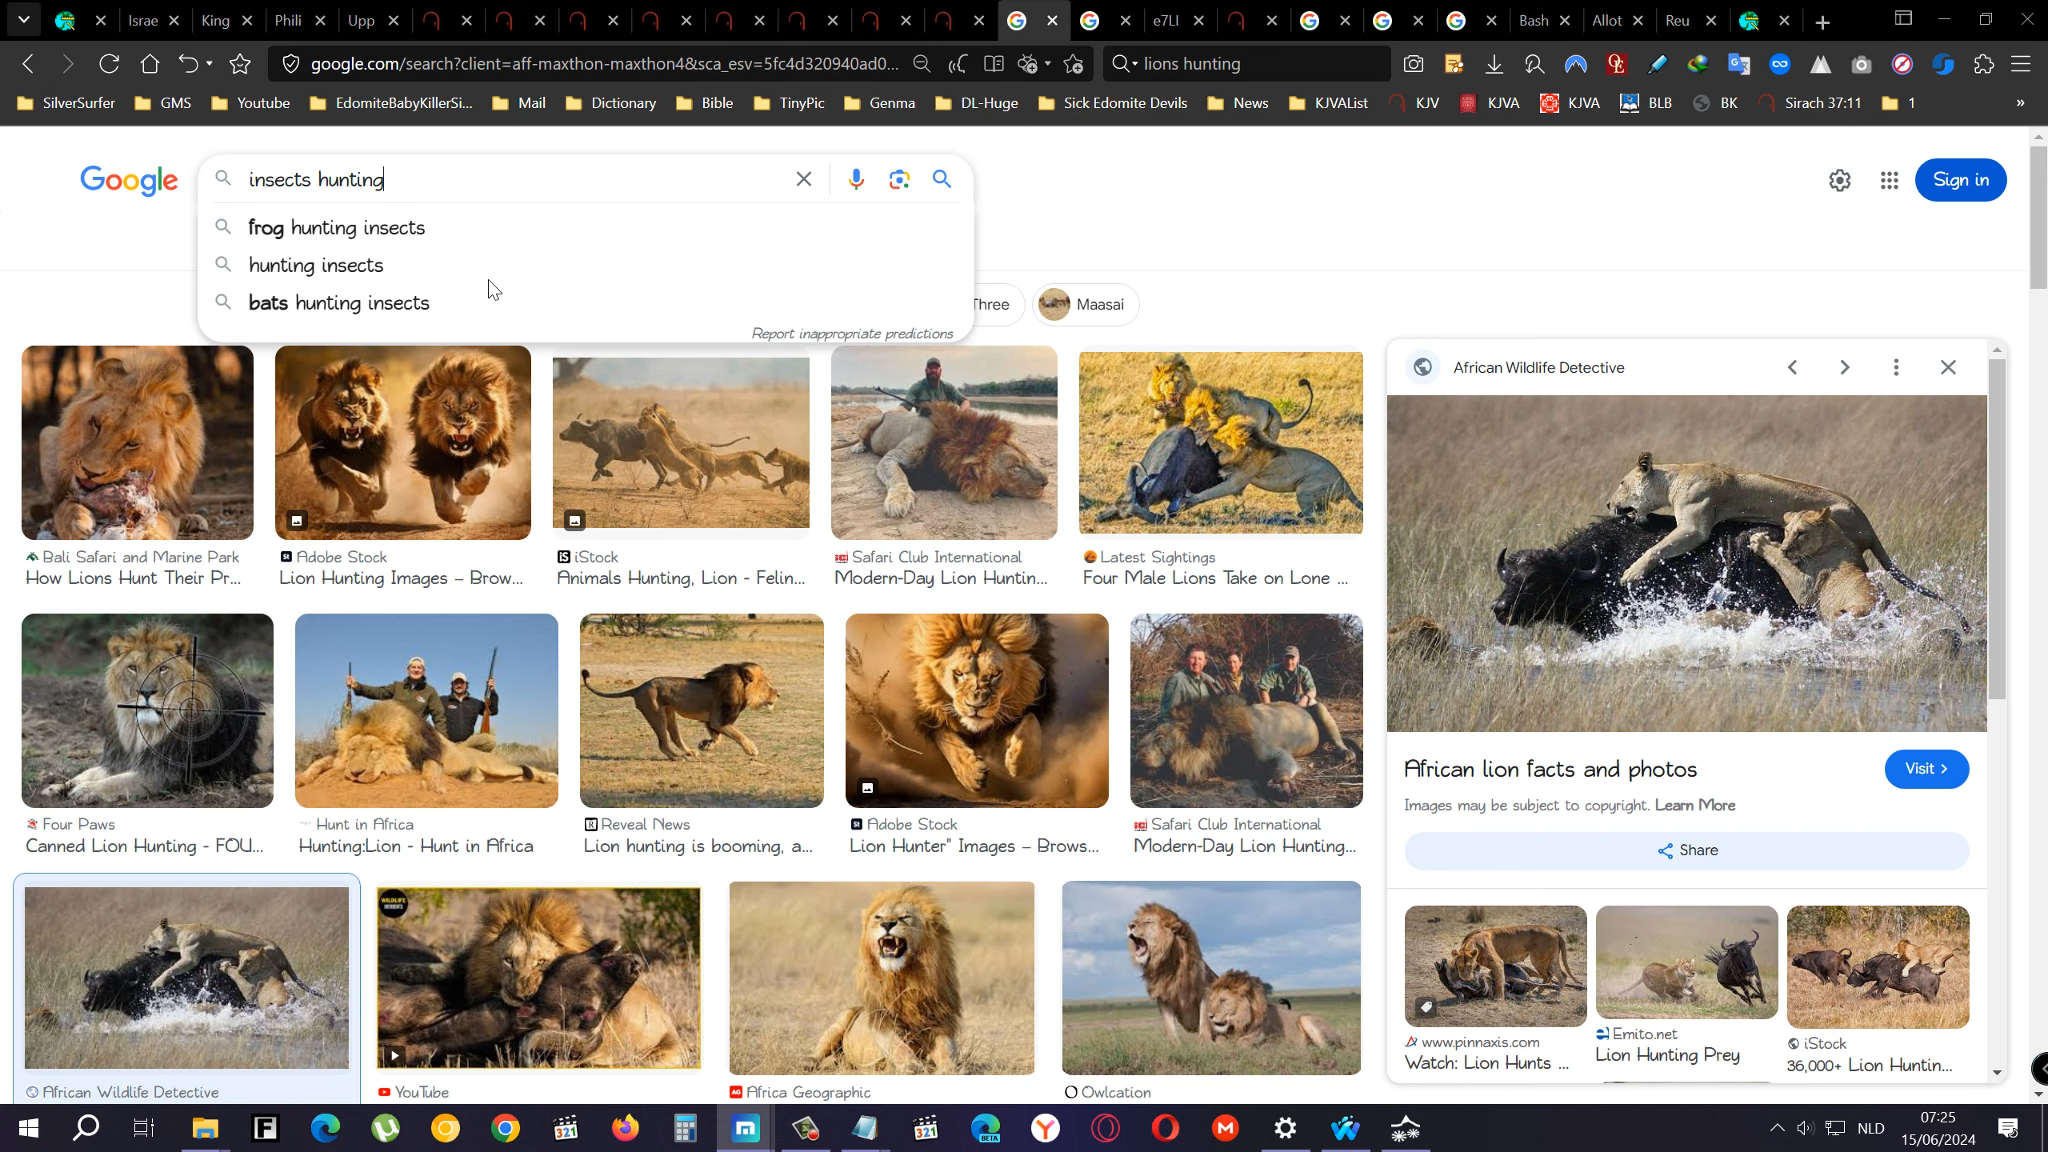 Israe
King
Phili
Upp
e7LI
Bash
Allot
Reu
google.com/search?client=aff-maxthon-maxthon4&sca_esv=5fc4d320940ad0...
lions hunting
SilverSurfer
GMS
Youtube
EdomiteBabyKillerSi...
Mail
Dictionary
Bible
TinyPic
Genma
DL-Huge
Sick Edomite Devils
News
KJVAList
KJV
KJVA
KJVA
BLB
BK
Sirach 37:11
1
»
Google
insects hunting
Sign in
frog hunting insects
hunting insects
bats hunting insects
Report inappropriate predictions
Three
Maasai
African Wildlife Detective
Bali Safari and Marine Park
How Lions Hunt Their Pr...
Adobe Stock
Lion Hunting Images – Brow...
iStock
Animals Hunting, Lion - Felin...
Safari Club International
Modern-Day Lion Huntin...
Latest Sightings
Four Male Lions Take on Lone ...
African lion facts and photos
Visit
Images may be subject to copyright. Learn More
Share
Four Paws
Canned Lion Hunting - FOU...
Hunt in Africa
Hunting:Lion - Hunt in Africa
Reveal News
Lion hunting is booming, a...
Adobe Stock
Lion Hunter" Images – Brows...
Safari Club International
Modern-Day Lion Hunting...
African Wildlife Detective
YouTube
Africa Geographic
Owlcation
www.pinnaxis.com
Watch: Lion Hunts ...
Emito.net
Lion Hunting Prey
iStock
36,000+ Lion Huntin...
NLD
07:25
15/06/2024